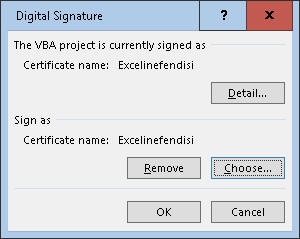 Digital Signature ? X
The VBA project is currently signed as
Certificate name: Excelinefendisi
Detail...
Sign as
Certificate name: Excelinefendisi
Remove Choose...
OK Cancel